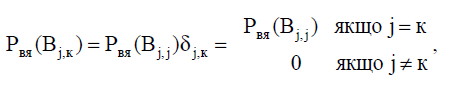 Pвя(Bj,к) = Pвя(Bj,j)δj,к = Pвя(Bj,j) якщо j = к
0 якщо j ≠ к ,